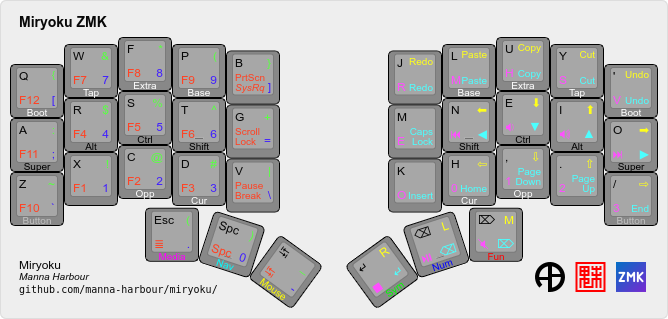 Miryoku ZMK
Q { F12 [ Boot
W & F7 7 Tap
F * F8 8 Extra
P ( F9 9 Base
B } PrtScn SysRq ]
J Redo Redo
L Paste Paste Base
U Copy Copy Extra
Y Cut Cut Tap
' Undo Undo Boot
A : F11 ; Super
R $ F4 4 Alt
S % F5 5 Ctrl
T ^ F6 6 Shift
G + Scroll Lock =
M Caps Lock
N Shift
E Ctrl
I Alt
O Super
Z ~ F10 ` Button
X ! F1 1
C @ F2 2 Opp
D # F3 3 Cur
V | Pause Break \
K Insert
H Home Cur
, Page Down Opp
. Page Up
/ End Button
Esc ( Media
Spc ) Spc 0 Nav
Mouse
R
L Num
M Fun
Miryoku
Manna Harbour
github.com/manna-harbour/miryoku/
魅
ZMK